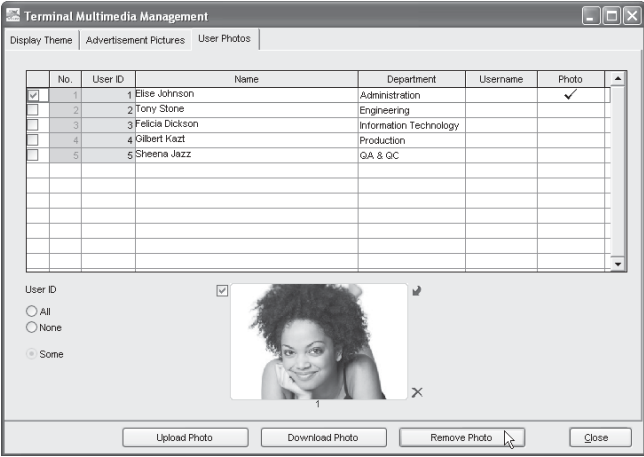 Terminal Multimedia Management
Display Theme Advertisement Pictures User Photos
No. User ID Name Department Username Photo
1 1 Elise Johnson Administration
2 2 Tony Stone Engineering
3 3 Felicia Dickson Information Technology
4 4 Gilbert Kazt Production
5 5 Sheena Jazz QA & QC
User ID
All
None
Some
1
Upload Photo Download Photo Remove Photo Close